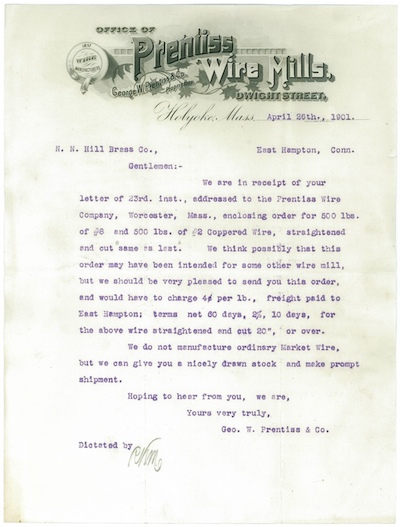 OFFICE OF
Prentiss
Wire Mills.
George W. Prentiss & Co.
DWIGHT STREET.
Holyoke, Mass. April 26th., 1901.
N. N. Hill Brass Co., East Hampton, Conn.
Gentlemen:-
We are in receipt of your
letter of 23rd. inst., addressed to the Prentiss Wire
Company, Worcester, Mass., enclosing order for 500 lbs.
of #8 and 500 lbs. of #2 Coppered Wire, straightened
and cut "same as last." We think possibly that this
order may have been intended for some other wire mill,
but we should be very pleased to send you this order,
and would have to charge 4¢ per lb., freight paid to
East Hampton; terms net 60 days, 2%, 10 days, for
the above wire straightened and cut 20", or over.
We do not manufacture ordinary Market Wire,
but we can give you a nicely drawn stock and make prompt
shipment.
Hoping to hear from you, we are,
Yours very truly,
Geo. W. Prentiss & Co.
Dictated by